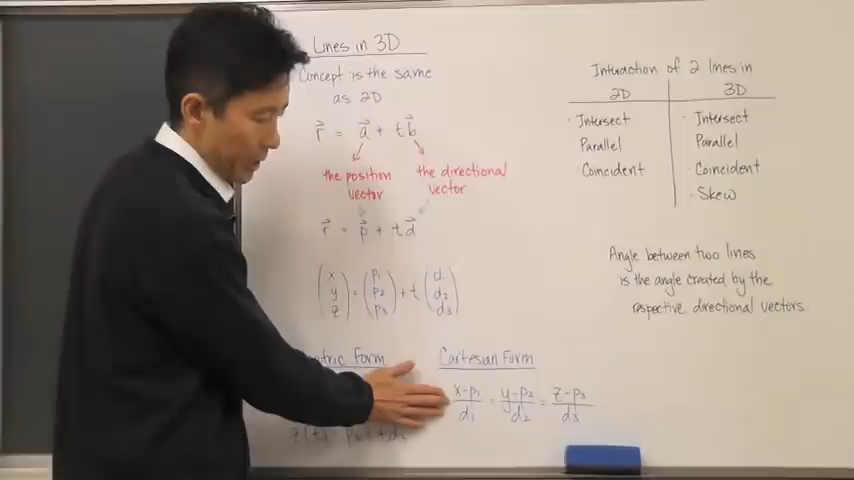 Lines in 3D
Concept is the same
as 2D
r⃗ = a⃗ + t b⃗
the position vector
the directional vector
r⃗ = p⃗ + t d⃗
(x y z) = (p₁ p₂ p₃) + t (d₁ d₂ d₃)
Form
Cartesian Form
x-p₁/d₁ = y-p₂/d₂ = z-p₃/d₃
Interaction of 2 lines in
2D 3D
· Intersect · Intersect
Parallel Parallel
· Coincident · Coincident
· Skew
Angle between two lines
is the angle created by the
respective directional vectors